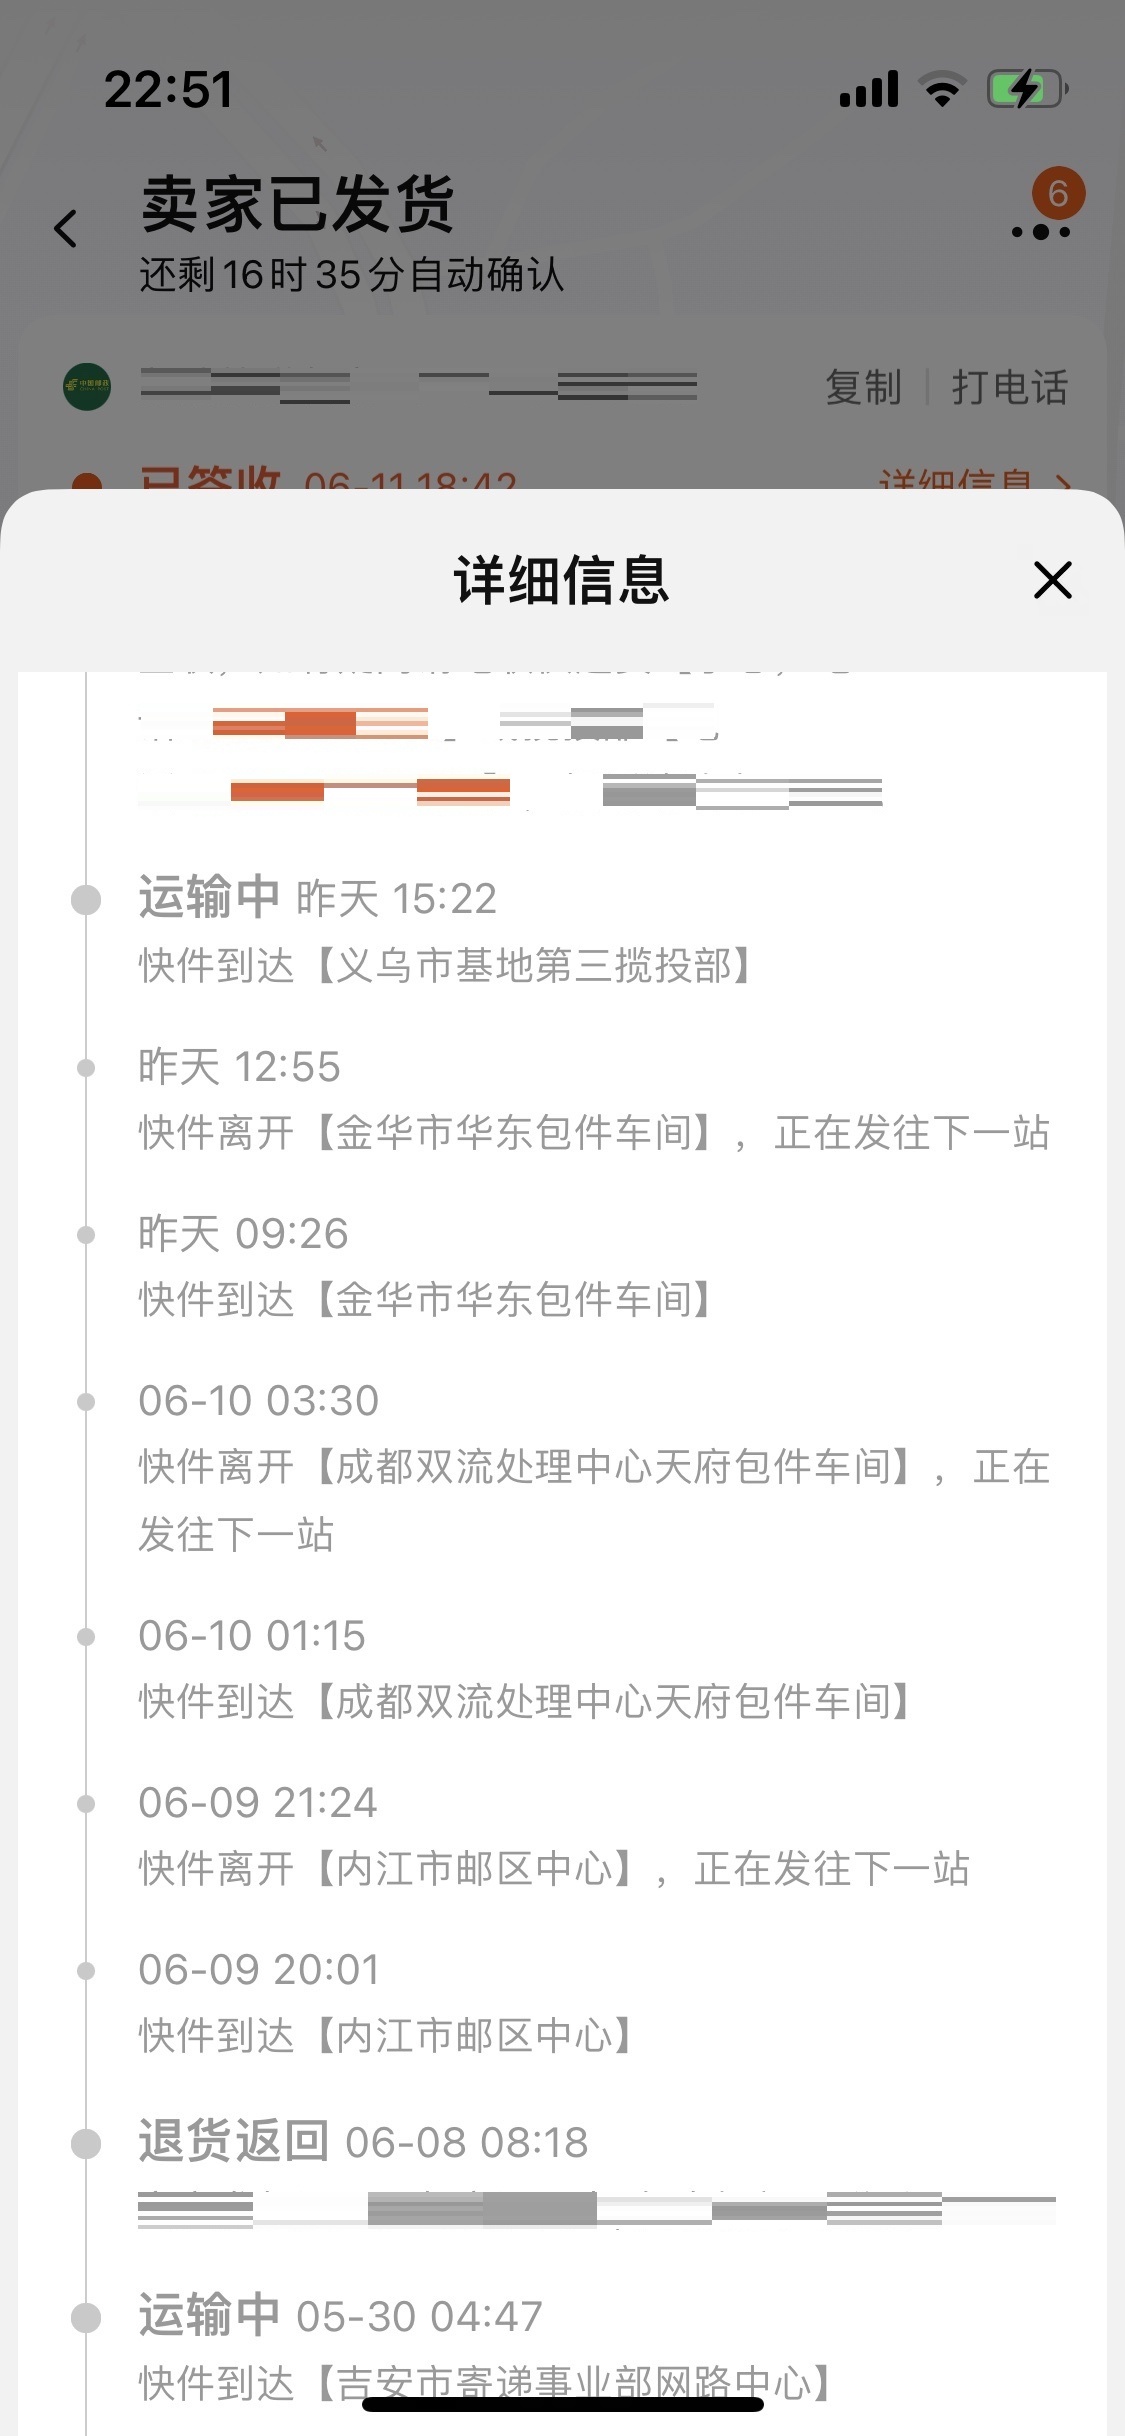 22:51
卖家已发货
6
还剩16时35分自动确认
中国邮政
复制
打电话
已签收 06-11 18:42
详细信息
详细信息
运输中 昨天 15:22
快件到达【义乌市基地第三揽投部】
昨天 12:55
快件离开【金华市华东包件车间】，正在发往下一站
昨天 09:26
快件到达【金华市华东包件车间】
06-10 03:30
快件离开【成都双流处理中心天府包件车间】，正在
发往下一站
06-10 01:15
快件到达【成都双流处理中心天府包件车间】
06-09 21:24
快件离开【内江市邮区中心】，正在发往下一站
06-09 20:01
快件到达【内江市邮区中心】
退货返回 06-08 08:18
运输中 05-30 04:47
快件到达【吉安市寄递事业部网路中心】